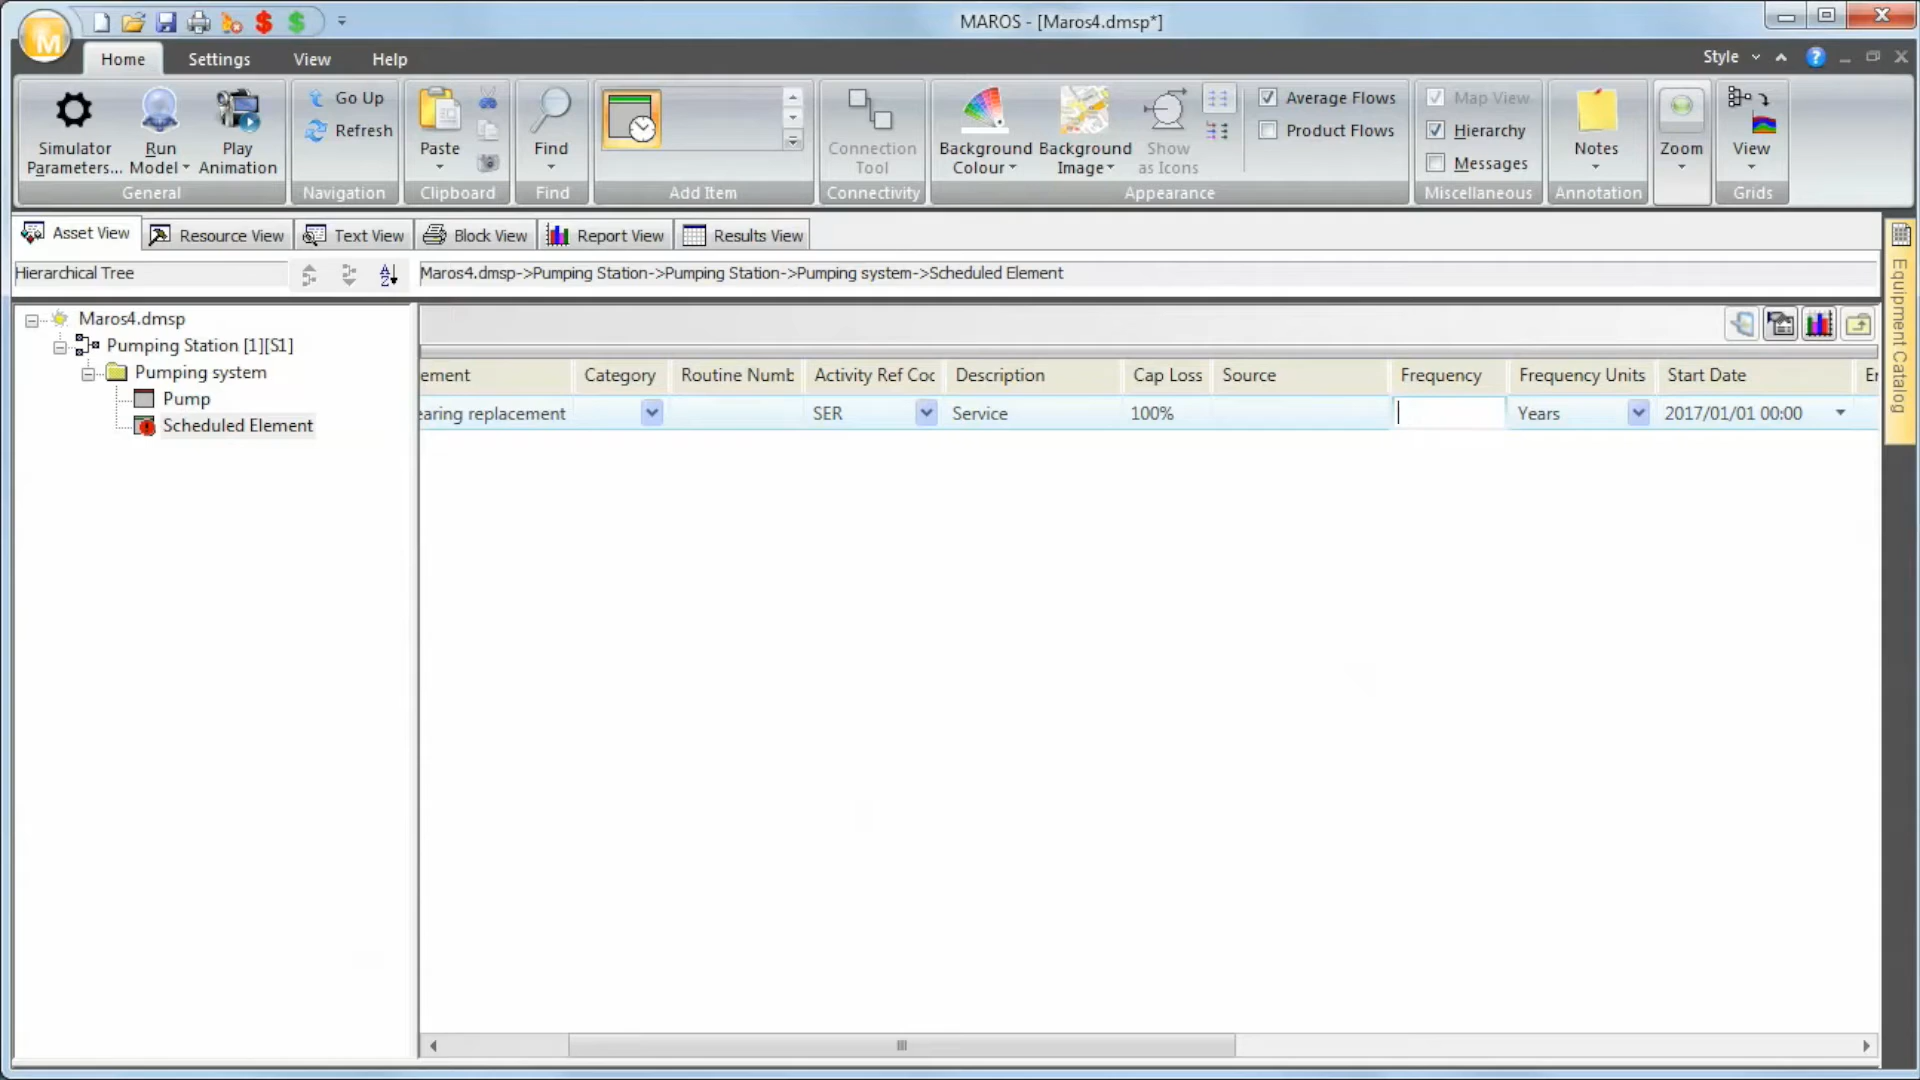 MAROS - [Maros4.dmsp*]
M
Home
Settings
View
Help
Style
Simulator Parameters...
Run Model
Play Animation
General
Go Up
Refresh
Navigation
Paste
Clipboard
Find
Find
Add Item
Connection Tool
Connectivity
Background Colour
Background Image
Show as Icons
Average Flows
Product Flows
Appearance
Map View
Hierarchy
Messages
Miscellaneous
Notes
Annotation
Zoom
View
Grids
Asset View
Resource View
Text View
Block View
Report View
Results View
Equipment Catalog
Hierarchical Tree
Maros4.dmsp->Pumping Station->Pumping Station->Pumping system->Scheduled Element
Maros4.dmsp
Pumping Station [1][S1]
Pumping system
Pump
Scheduled Element
ement Category Routine Numb Activity Ref Coc Description Cap Loss Source Frequency Frequency Units Start Date
earing replacement SER Service 100% Years 2017/01/01 00:00